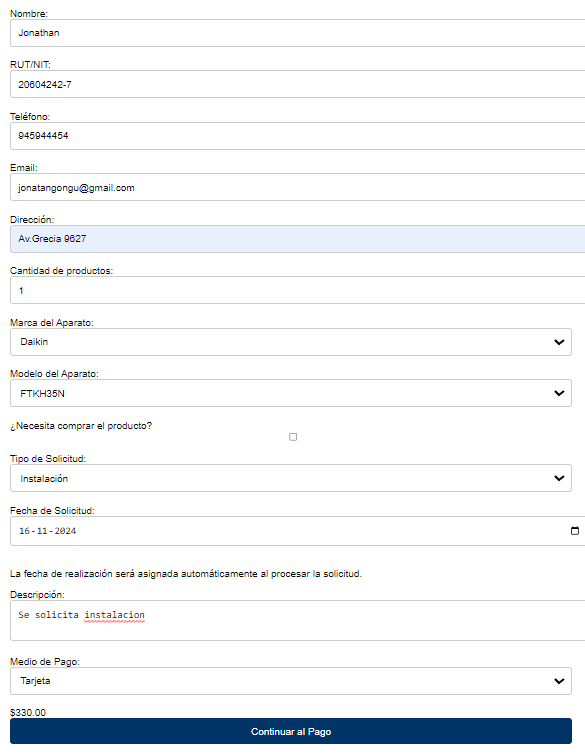 Nombre:
Jonathan
RUT/NIT:
20604242-7
Teléfono:
945944454
Email:
jonatangongu@gmail.com
Dirección:
Av.Grecia 9627
Cantidad de productos:
1
Marca del Aparato:
Daikin
Modelo del Aparato:
FTKH35N
¿Necesita comprar el producto?
Tipo de Solicitud:
Instalación
Fecha de Solicitud:
16-11-2024
La fecha de realización será asignada automáticamente al procesar la solicitud.
Descripción:
Se solicita instalacion
Medio de Pago:
Tarjeta
$330.00
Continuar al Pago